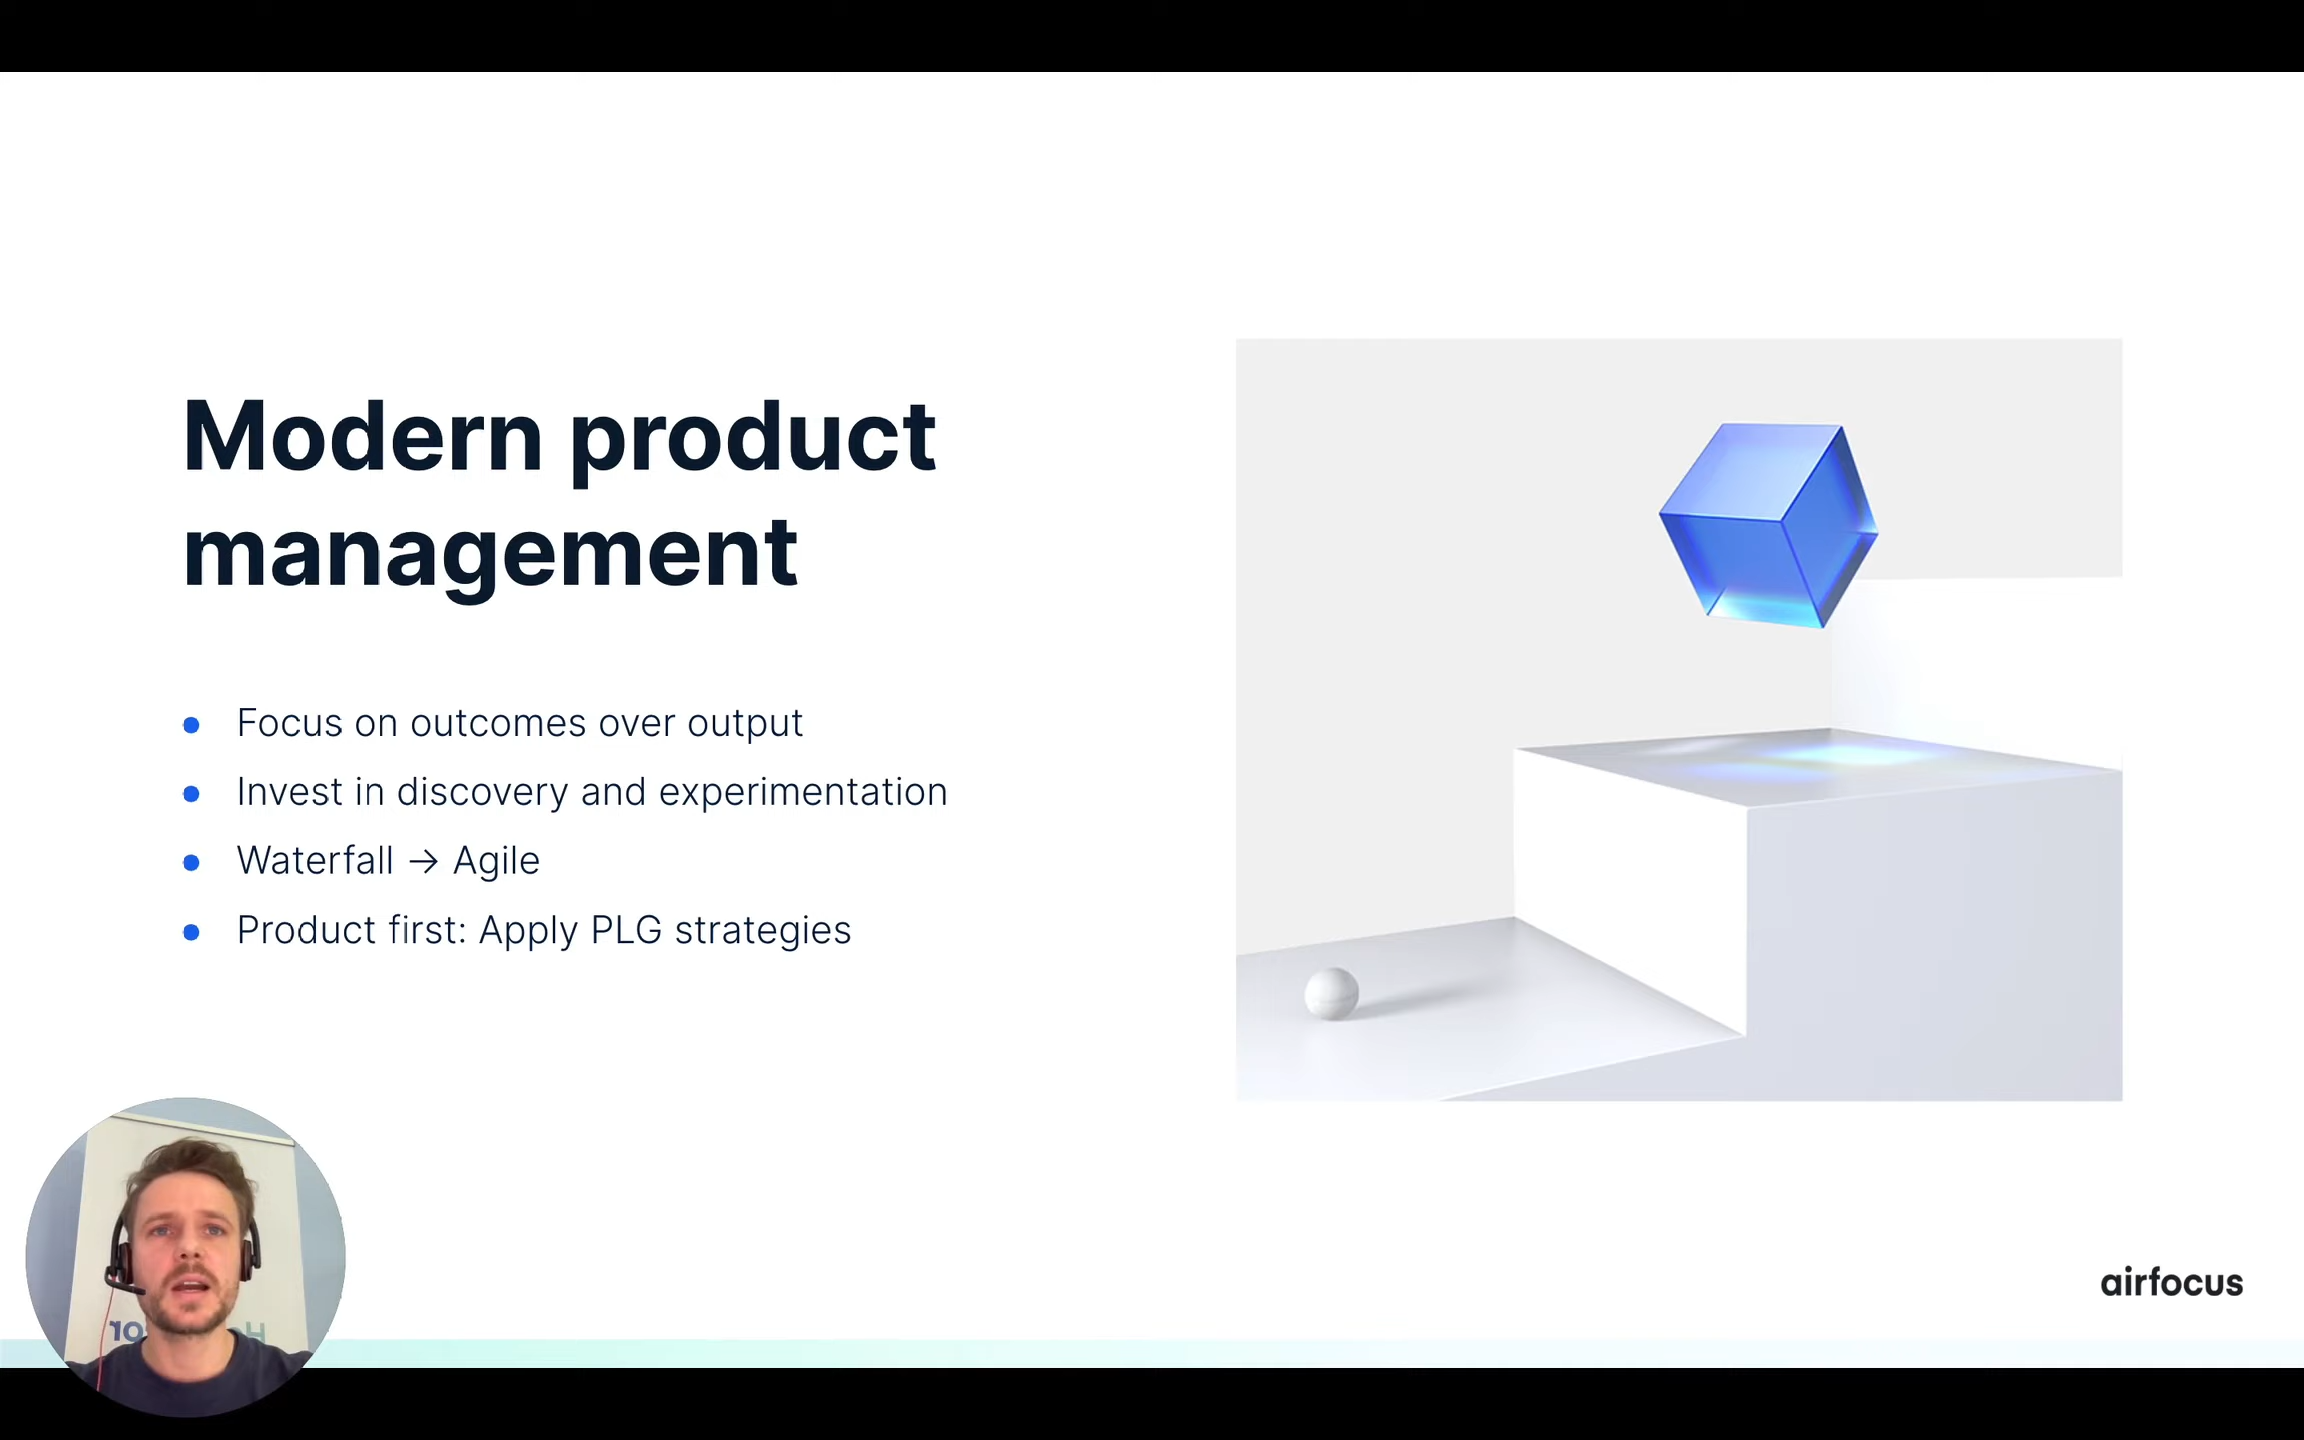 Modern product
management
Focus on outcomes over output
Invest in discovery and experimentation
Waterfall → Agile
Product first: Apply PLG strategies
airfocus